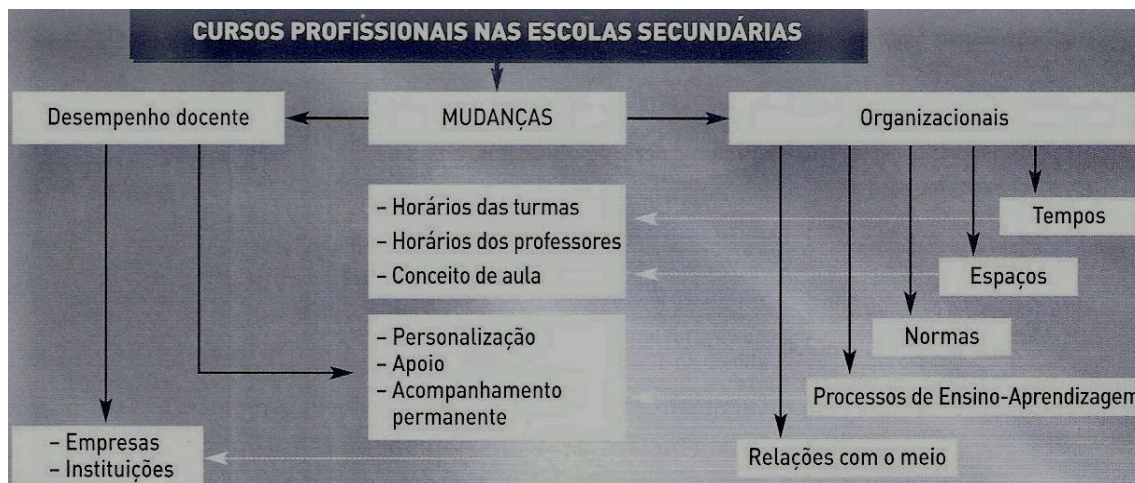 CURSOS PROFISSIONAIS NAS ESCOLAS SECUNDÁRIAS
Desempenho docente
MUDANÇAS
Organizacionais
– Horários das turmas
– Horários dos professores
– Conceito de aula
Tempos
Espaços
Normas
– Personalização
– Apoio
– Acompanhamento
permanente
Processos de Ensino-Aprendizagem
– Empresas
– Instituições
Relações com o meio